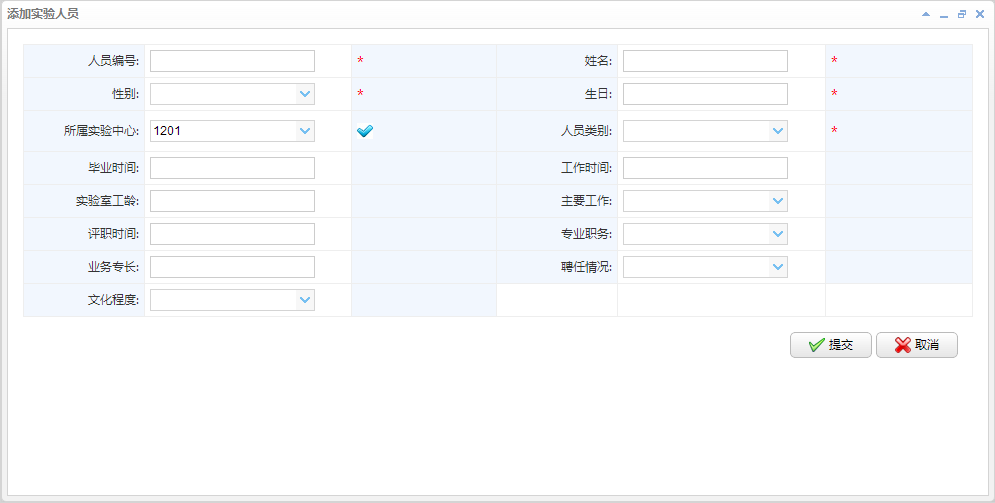 添加实验人员
人员编号: * 姓名: *
性别: * 生日: *
所属实验中心: 1201 人员类别: *
毕业时间: 工作时间:
实验室工龄: 主要工作:
评职时间: 专业职务:
业务专长: 聘任情况:
文化程度:
提交 取消